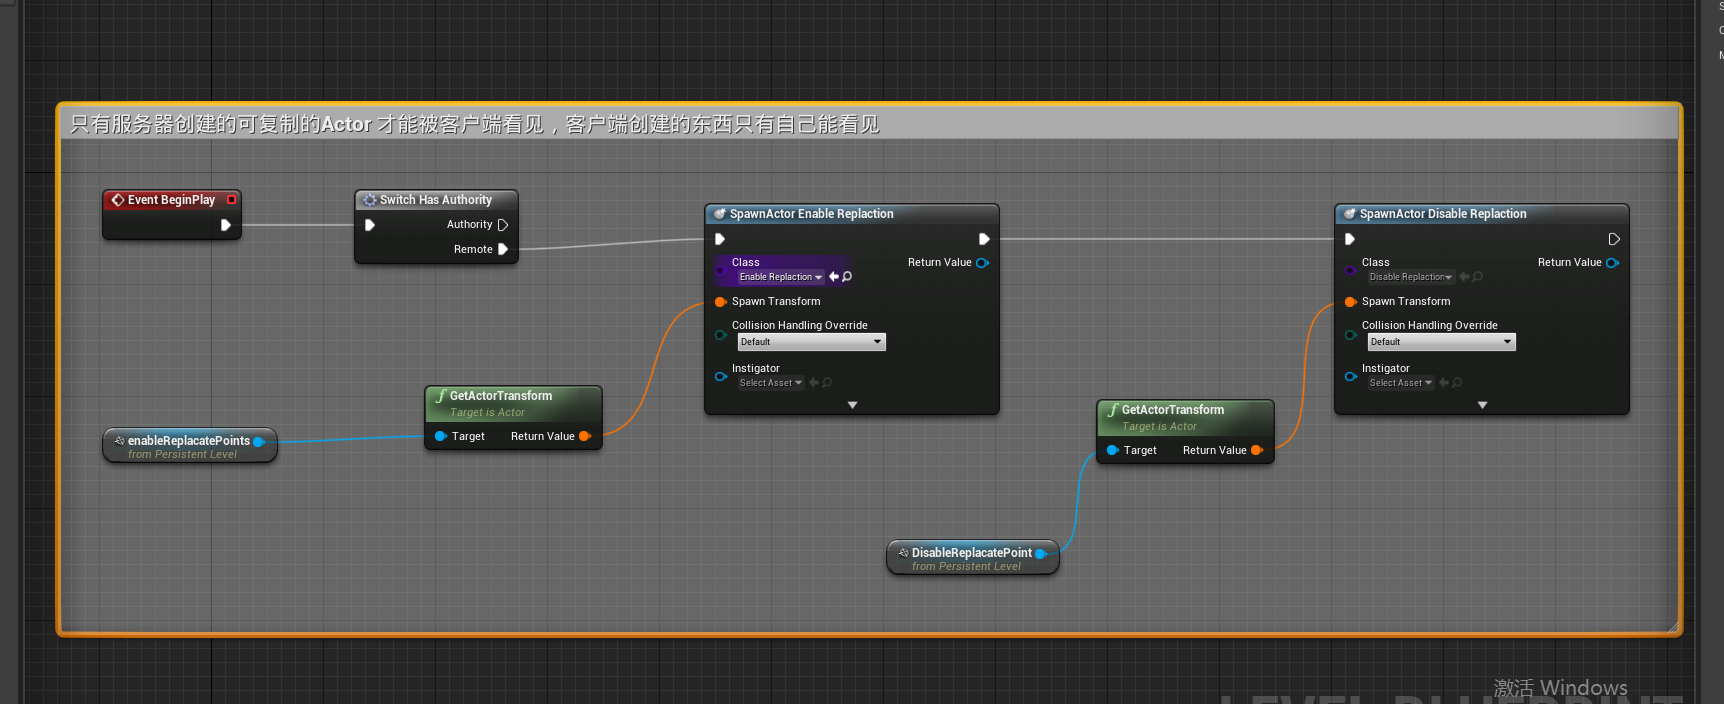 只有服务器创建的可复制的Actor 才能被客户端看见，客户端创建的东西只有自己能看见
Event BeginPlay
Switch Has Authority
Authority
Remote
SpawnActor Enable Replaction
Class
Enable Replaction
Return Value
Spawn Transform
Collision Handling Override
Default
Instigator
Select Asset
SpawnActor Disable Replaction
Class
Disable Replaction
Return Value
Spawn Transform
Collision Handling Override
Default
Instigator
Select Asset
GetActorTransform
Target is Actor
Target
Return Value
enableReplacatePoints
from Persistent Level
GetActorTransform
Target is Actor
Target
Return Value
DisableReplacatePoint
from Persistent Level
激活 Windows
LEVEL BLUEPRINT